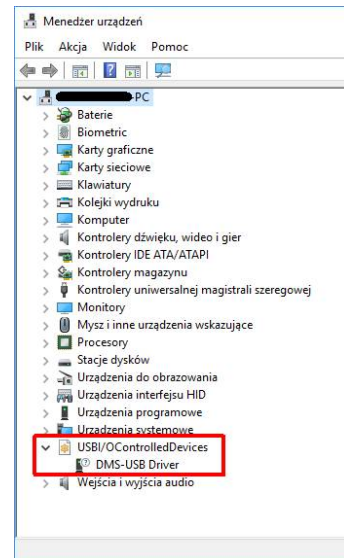 Menedżer urządzeń
Plik Akcja Widok Pomoc
-PC
Baterie
Biometric
Karty graficzne
Karty sieciowe
Klawiatury
Kolejki wydruku
Komputer
Kontrolery dźwięku, wideo i gier
Kontrolery IDE ATA/ATAPI
Kontrolery magazynu
Kontrolery uniwersalnej magistrali szeregowej
Monitory
Mysz i inne urządzenia wskazujące
Procesory
Stacje dysków
Urządzenia do obrazowania
Urządzenia interfejsu HID
Urządzenia programowe
Urządzenia systemowe
USBI/OControlledDevices
DMS-USB Driver
Wejścia i wyjścia audio